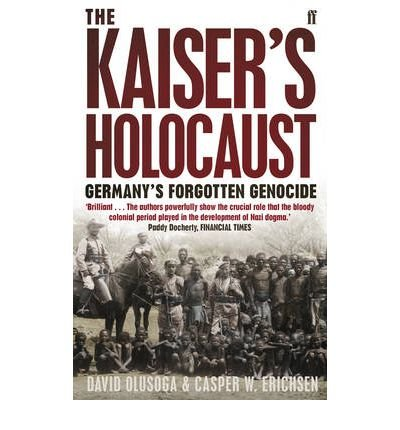 THE
ff
KAISER'S
HOLOCAUST
GERMANY'S FORGOTTEN GENOCIDE
'Brilliant . . . The authors powerfully show the crucial role that the bloody
colonial period played in the development of Nazi dogma.'
Paddy Docherty, FINANCIAL TIMES
DAVID OLUSOGA & CASPER W. ERICHSEN